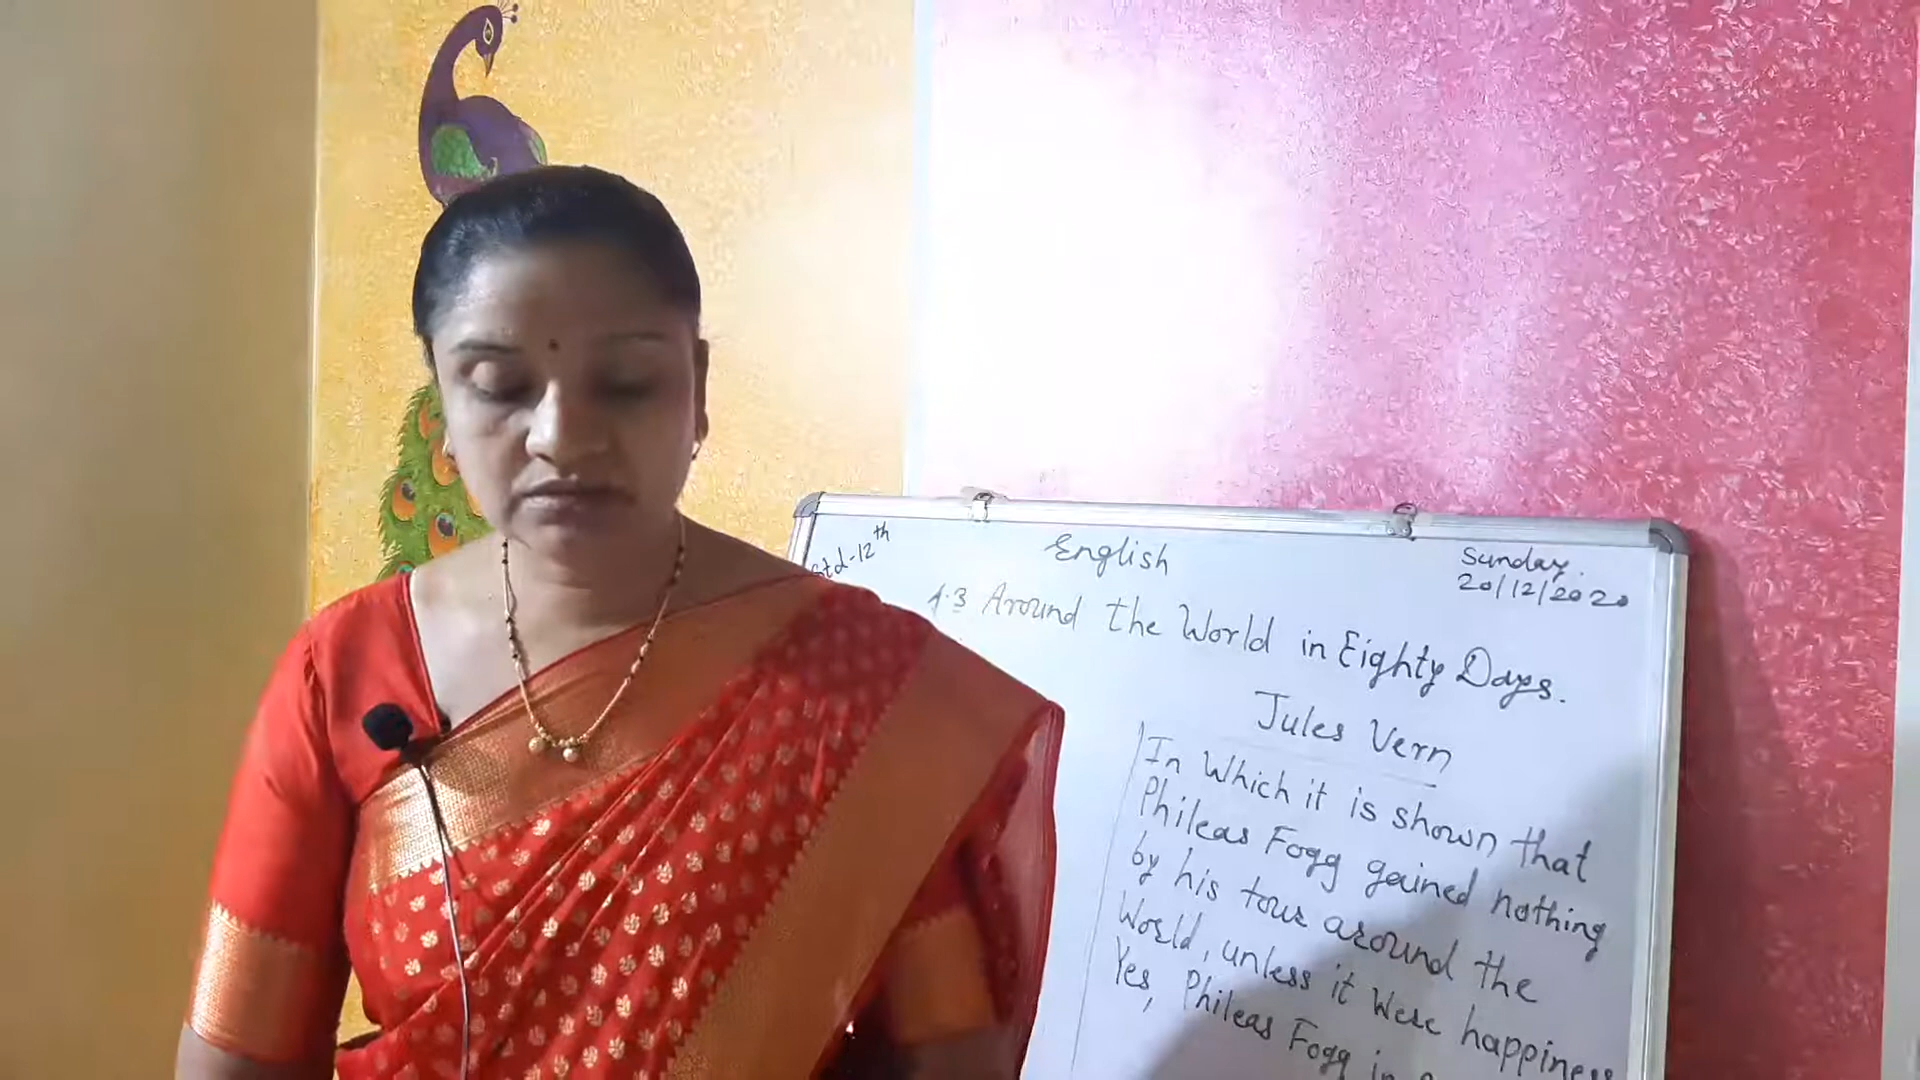 Std-12th
English
Sunday.
20/12/2020
4.3 Around the World in Eighty Days.
Jules Vern
In Which it is shown that
Phileas Fogg gained nothing
by his tour around the
World, unless it Were happiness
Yes, Phileas Fogg in